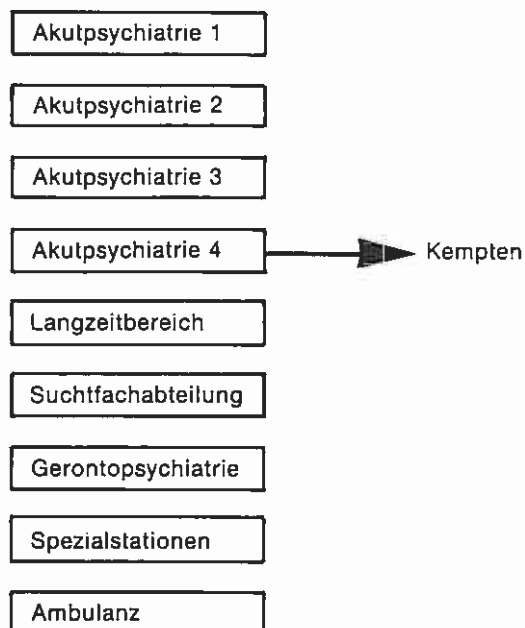 Akutpsychiatrie 1
Akutpsychiatrie 2
Akutpsychiatrie 3
Akutpsychiatrie 4
Kempten
Langzeitbereich
Suchtfachabteilung
Gerontopsychiatrie
Spezialstationen
Ambulanz